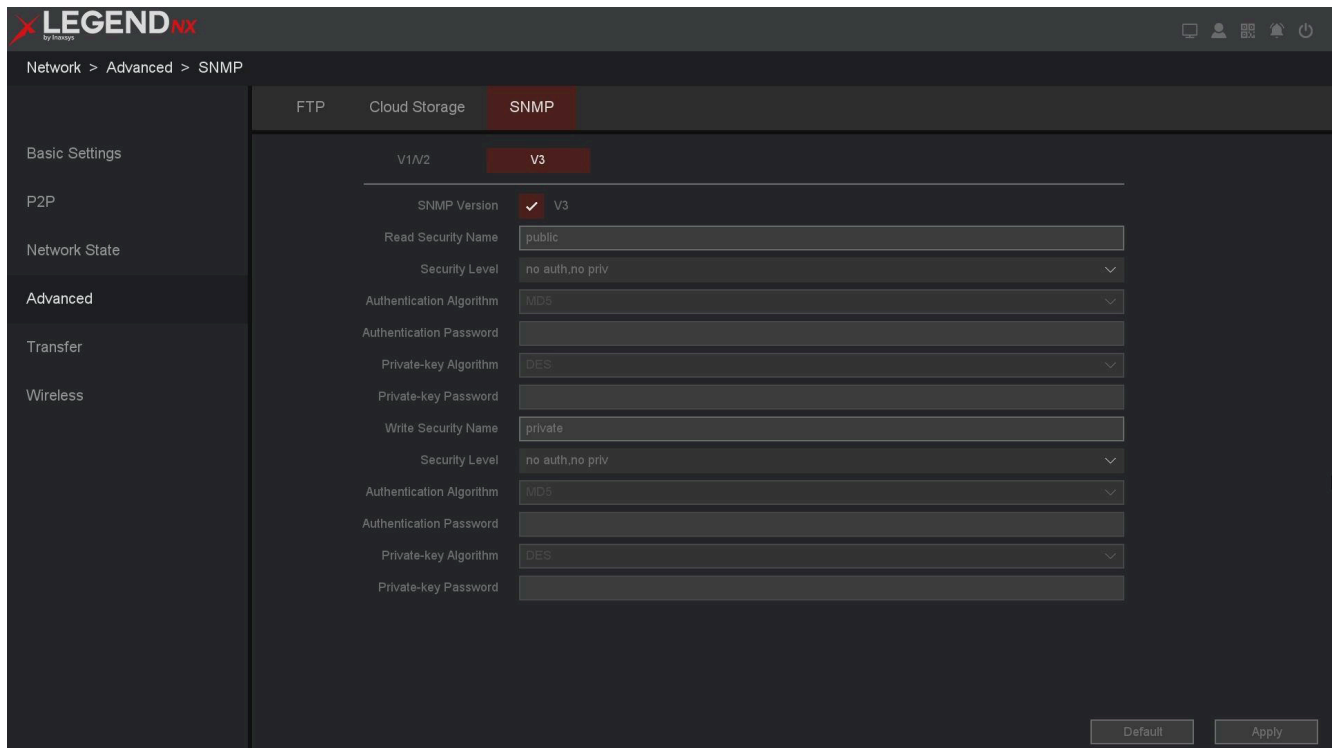 LEGENDNX
by Inaxsys
Network > Advanced > SNMP
FTP Cloud Storage SNMP
Basic Settings
P2P
Network State
Advanced
Transfer
Wireless
V1/V2 V3
SNMP Version V3
Read Security Name public
Security Level no auth,no priv
Authentication Algorithm MD5
Authentication Password
Private-key Algorithm DES
Private-key Password
Write Security Name private
Security Level no auth,no priv
Authentication Algorithm MD5
Authentication Password
Private-key Algorithm DES
Private-key Password
Default Apply